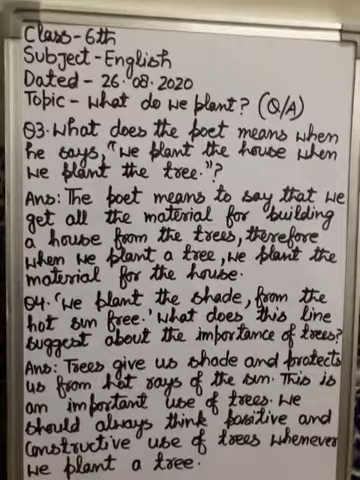 Class-6th
Subject-English
Dated - 26.08.2020
Topic - What do we plant? (Q/A)
Q3. What does the poet means when
he says, "We plant the house when
we plant the tree."?
Ans: The poet means to say that we
get all the material for building
a house from the trees, therefore
when we plant a tree, we plant the
material for the house.
Q4. 'We plant the shade, from the
hot sun free.' What does this line
suggest about the importance of trees?
Ans: Trees give us shade and protects
us from hot rays of the sun. This is
an important use of trees. We
should always think positive and
constructive use of trees whenever
we plant a tree.